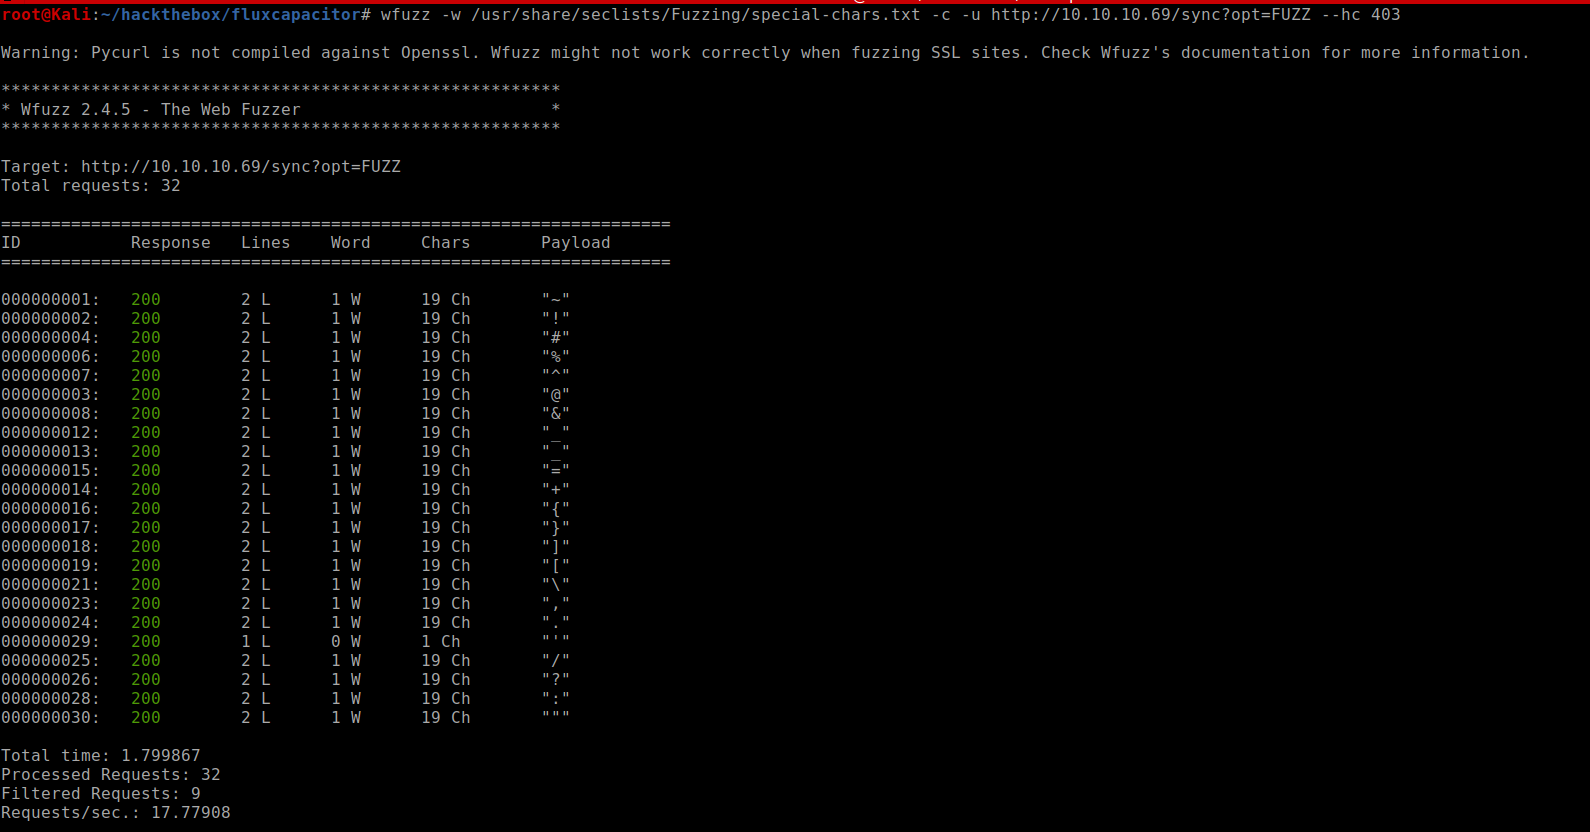 root@Kali:~/hackthebox/fluxcapacitor# wfuzz -w /usr/share/seclists/Fuzzing/special-chars.txt -c -u http://10.10.10.69/sync?opt=FUZZ --hc 403
Warning: Pycurl is not compiled against Openssl. Wfuzz might not work correctly when fuzzing SSL sites. Check Wfuzz's documentation for more information.
********************************************************
* Wfuzz 2.4.5 - The Web Fuzzer                         *
********************************************************
Target: http://10.10.10.69/sync?opt=FUZZ
Total requests: 32
===================================================================
ID           Response   Lines    Word     Chars       Payload
===================================================================
000000001:   200        2 L      1 W      19 Ch       "~"
000000002:   200        2 L      1 W      19 Ch       "!"
000000004:   200        2 L      1 W      19 Ch       "#"
000000006:   200        2 L      1 W      19 Ch       "%"
000000007:   200        2 L      1 W      19 Ch       "^"
000000003:   200        2 L      1 W      19 Ch       "@"
000000008:   200        2 L      1 W      19 Ch       "&"
000000012:   200        2 L      1 W      19 Ch       "_"
000000013:   200        2 L      1 W      19 Ch       "_"
000000015:   200        2 L      1 W      19 Ch       "="
000000014:   200        2 L      1 W      19 Ch       "+"
000000016:   200        2 L      1 W      19 Ch       "{"
000000017:   200        2 L      1 W      19 Ch       "}"
000000018:   200        2 L      1 W      19 Ch       "]"
000000019:   200        2 L      1 W      19 Ch       "["
000000021:   200        2 L      1 W      19 Ch       "\"
000000023:   200        2 L      1 W      19 Ch       ","
000000024:   200        2 L      1 W      19 Ch       "."
000000029:   200        1 L      0 W      1 Ch        "'"
000000025:   200        2 L      1 W      19 Ch       "/"
000000026:   200        2 L      1 W      19 Ch       "?"
000000028:   200        2 L      1 W      19 Ch       ":"
000000030:   200        2 L      1 W      19 Ch       """
Total time: 1.799867
Processed Requests: 32
Filtered Requests: 9
Requests/sec.: 17.77908